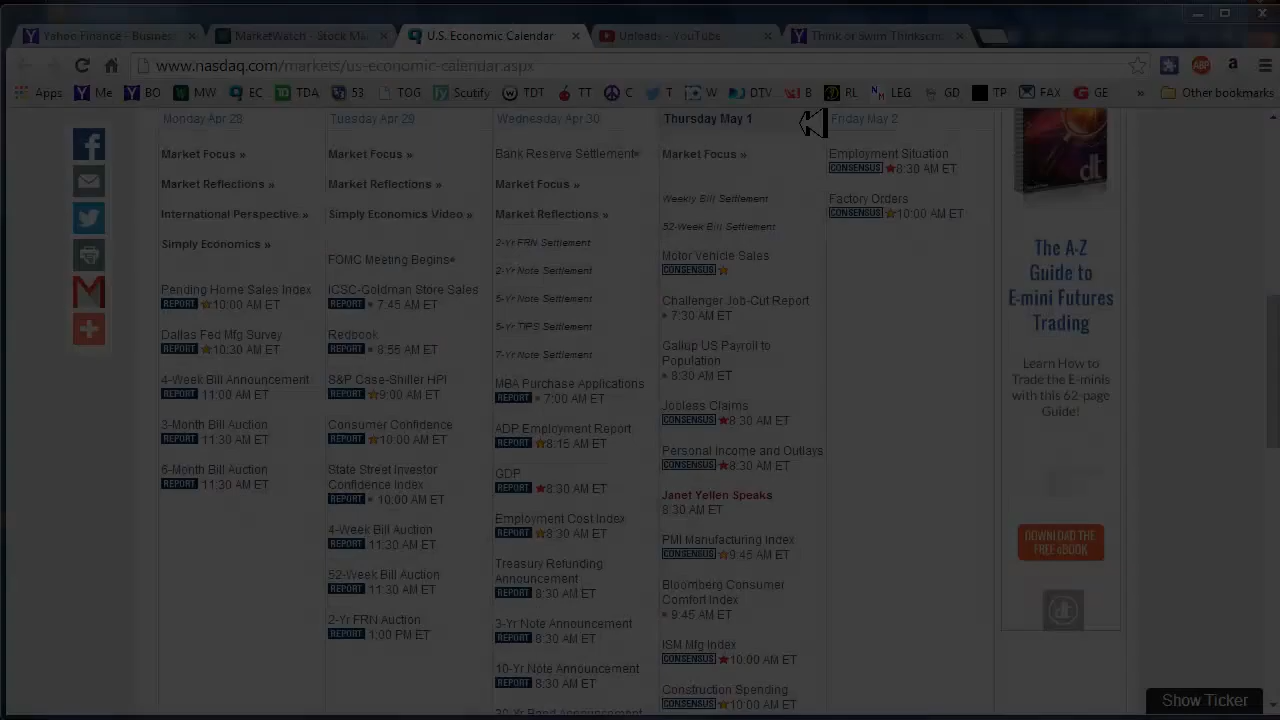 Yahoo Finance - Busine
MarketWatch - Stock Ma
U.S. Economic Calendar
Uploads - YouTube
Think or Swim Thinkscri
www.nasdaq.com/markets/us-economic-calendar.aspx
Apps Me BO MW EC TDA 53 TOG Scutify TDT TT C T W DTV B RL LEG GD TP FAX GE » Other bookmarks
Monday Apr 28
Market Focus »
Market Reflections »
International Perspective »
Simply Economics »
Pending Home Sales Index
REPORT 10:00 AM ET
Dallas Fed Mfg Survey
REPORT 10:30 AM ET
4-Week Bill Announcement
REPORT 11:00 AM ET
3-Month Bill Auction
REPORT 11:30 AM ET
6-Month Bill Auction
REPORT 11:30 AM ET
Tuesday Apr 29
Market Focus »
Market Reflections »
Simply Economics Video »
FOMC Meeting Begins
ICSC-Goldman Store Sales
REPORT 7:45 AM ET
Redbook
REPORT 8:55 AM ET
S&P Case-Shiller HPI
REPORT 9:00 AM ET
Consumer Confidence
REPORT 10:00 AM ET
State Street Investor
Confidence Index
REPORT 10:00 AM ET
4-Week Bill Auction
REPORT 11:30 AM ET
52-Week Bill Auction
REPORT 11:30 AM ET
2-Yr FRN Auction
REPORT 1:00 PM ET
Wednesday Apr 30
Bank Reserve Settlement
Market Focus »
Market Reflections »
2-Yr FRN Settlement
2-Yr Note Settlement
5-Yr Note Settlement
5-Yr TIPS Settlement
7-Yr Note Settlement
MBA Purchase Applications
REPORT 7:00 AM ET
ADP Employment Report
REPORT 8:15 AM ET
GDP
REPORT 8:30 AM ET
Employment Cost Index
REPORT 8:30 AM ET
Treasury Refunding
Announcement
REPORT 8:30 AM ET
3-Yr Note Announcement
REPORT 8:30 AM ET
10-Yr Note Announcement
REPORT 8:30 AM ET
30-Yr Bond Announcement
Thursday May 1
Market Focus »
Weekly Bill Settlement
52-Week Bill Settlement
Motor Vehicle Sales
CONSENSUS
Challenger Job-Cut Report
7:30 AM ET
Gallup US Payroll to
Population
8:30 AM ET
Jobless Claims
CONSENSUS 8:30 AM ET
Personal Income and Outlays
CONSENSUS 8:30 AM ET
Janet Yellen Speaks
8:30 AM ET
PMI Manufacturing Index
CONSENSUS 9:45 AM ET
Bloomberg Consumer
Comfort Index
9:45 AM ET
ISM Mfg Index
CONSENSUS 10:00 AM ET
Construction Spending
CONSENSUS 10:00 AM ET
Friday May 2
Employment Situation
CONSENSUS 8:30 AM ET
Factory Orders
CONSENSUS 10:00 AM ET
dt
The A-Z
Guide to
E-mini Futures
Trading
Learn How to
Trade the E-minis
with this 62-page
Guide!
DOWNLOAD THE
FREE eBOOK
dt
Show Ticker